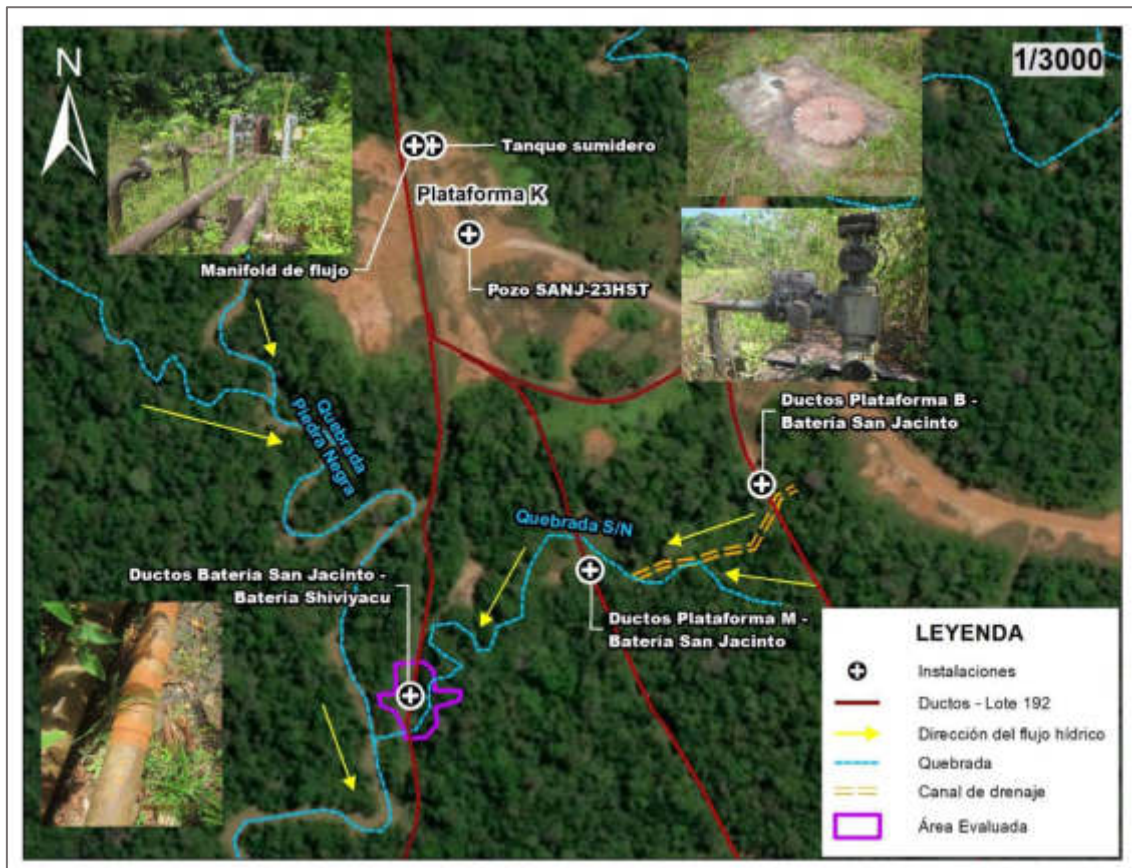 N
1/3000
Tanque sumidero
Plataforma K
Manifold de flujo
Pozo SANJ-23HST
Quebrada
Piedra Negra
Ductos Plataforma B -
Batería San Jacinto
Quebrada S/N
Ductos Batería San Jacinto -
Batería Shiviyacu
Ductos Plataforma M -
Batería San Jacinto
LEYENDA
Instalaciones
Ductos - Lote 192
Dirección del flujo hídrico
Quebrada
Canal de drenaje
Área Evaluada